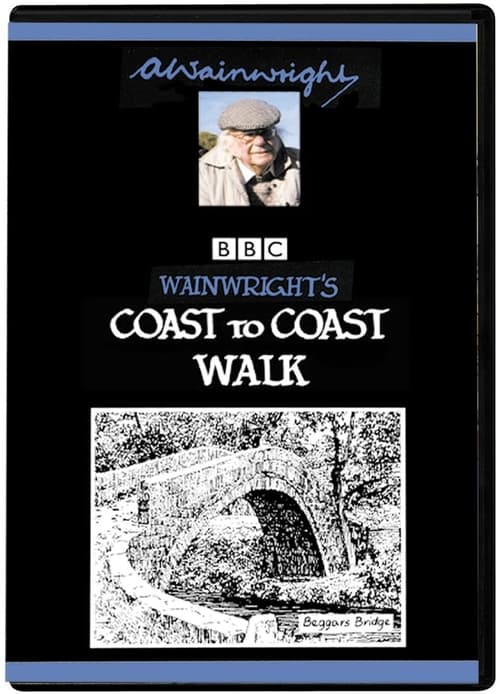 AWainwright
BBC
WAINWRIGHT'S
COAST TO COAST
WALK
Beggars Bridge